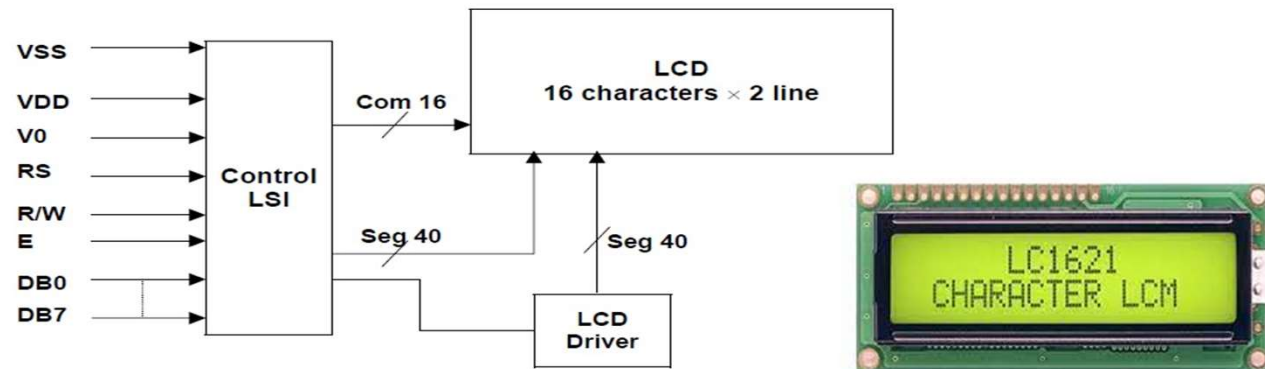 VSS
VDD
V0
RS
R/W
E
DB0
DB7
Control
LSI
Com 16
Seg 40
LCD
16 characters × 2 line
Seg 40
LCD
Driver
LC1621
CHARACTER LCM